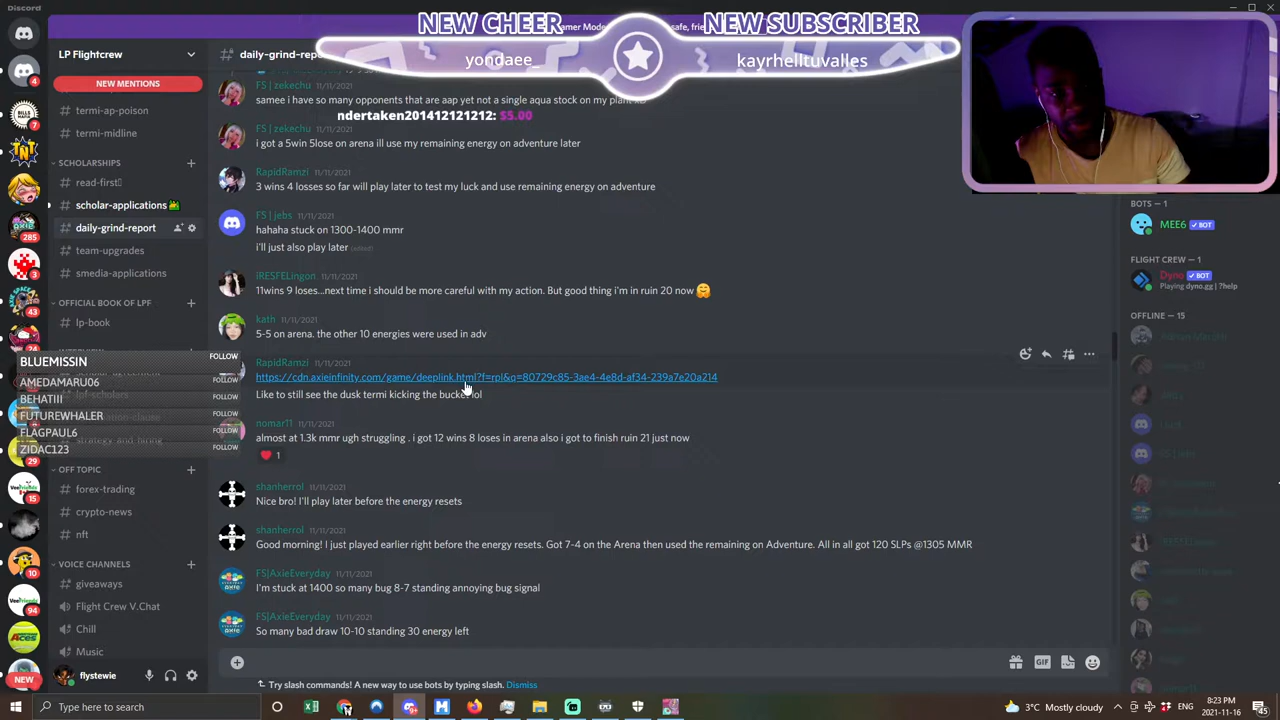 Discord
NEW CHEER
NEW SUBSCRIBER
yondaee_
kayrhelltuvalles
LP Flightcrew
# daily-grind-repo
NEW MENTIONS
# termi-ap-poison
# termi-midline
SCHOLARSHIPS
# read-first
# scholar-applications
# daily-grind-report
# team-upgrades
# smedia-applications
OFFICIAL BOOK OF LPF
# lp-book
BLUEMISSIN FOLLOW
AMEDAMARU06 FOLLOW
BEHATIII FOLLOW
FUTUREWHALER FOLLOW
FLAGPAUL6 FOLLOW
ZIDAC123 FOLLOW
OFF TOPIC
# forex-trading
# crypto-news
# nft
VOICE CHANNELS
giveaways
Flight Crew V.Chat
Chill
Music
flystewie
FS | zekechu 11/11/2021
samee i have so many opponents that are aap yet not a single aqua stock on my plant
ndertaken201412121212: $5.00
FS | zekechu 11/11/2021
i got a 5win 5lose on arena ill use my remaining energy on adventure later
RapidRamzi 11/11/2021
3 wins 4 losses so far will play later to test my luck and use remaining energy on adventure
FS | jebs 11/11/2021
hahaha stuck on 1300-1400 mmr
i'll just also play later (edited)
IRESFELingon 11/11/2021
11wins 9 loses...next time i should be more careful with my action. But good thing i'm in ruin 20 now 🤗
kath 11/11/2021
5-5 on arena. the other 10 energies were used in adv
RapidRamzi 11/11/2021
https://cdn.axieinfinity.com/game/deeplink.html?f=rpl&q=80729c85-3ae4-4e8d-af34-239a7e20a214
Like to still see the dusk termi kicking the bucket lol
nomar11 11/11/2021
almost at 1.3k mmr ugh struggling . i got 12 wins 8 loses in arena also i got to finish ruin 21 just now
❤️ 1
shanherrol 11/11/2021
Nice bro! I'll play later before the energy resets
shanherrol 11/11/2021
Good morning! I just played earlier right before the energy resets. Got 7-4 on the Arena then used the remaining on Adventure. All in all got 120 SLPs @1305 MMR
FS|AxieEveryday 11/11/2021
I'm stuck at 1400 so many bug 8-7 standing annoying bug signal
FS|AxieEveryday 11/11/2021
So many bad draw 10-10 standing 30 energy left
GIF
Try slash commands! A new way to use bots by typing slash. Dismiss
BOTS — 1
MEE6 BOT
FLIGHT CREW — 1
Dyno BOT
Playing dyno.gg | ?help
OFFLINE — 15
4
7
285
3
43
29
15
10
94
NEW
Type here to search
3°C Mostly cloudy
ENG
8:23 PM
2021-11-16